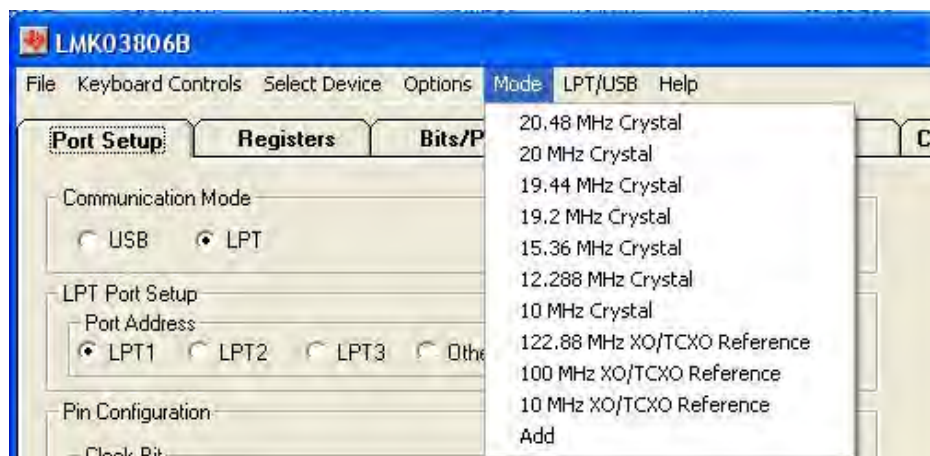 LMK03806B
File Keyboard Controls Select Device Options Mode LPT/USB Help
Port Setup Registers Bits/P C
20.48 MHz Crystal
20 MHz Crystal
19.44 MHz Crystal
19.2 MHz Crystal
15.36 MHz Crystal
12.288 MHz Crystal
10 MHz Crystal
122.88 MHz XO/TCXO Reference
100 MHz XO/TCXO Reference
10 MHz XO/TCXO Reference
Add
Communication Mode
USB LPT
LPT Port Setup
Port Address
LPT1 LPT2 LPT3 Othe
Pin Configuration
Clock Bit